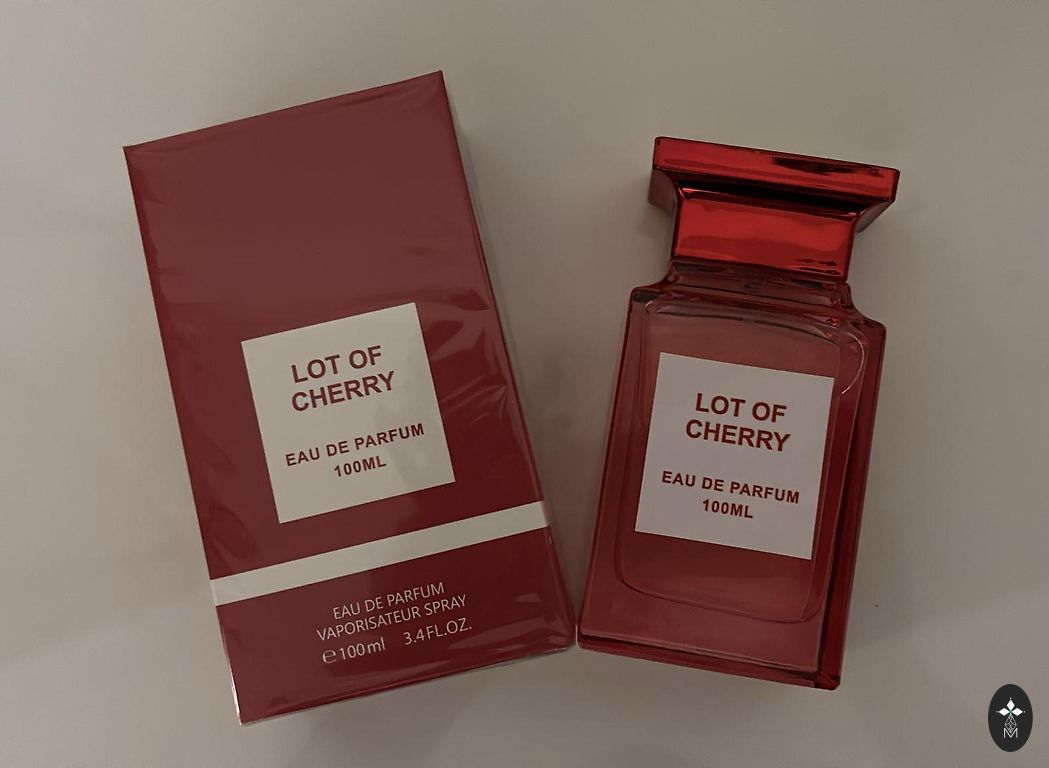 LOT OF
CHERRY
EAU DE PARFUM
100ML
EAU DE PARFUM
VAPORISATEUR SPRAY
℮100ml 3.4FL.OZ.
LOT OF
CHERRY
EAU DE PARFUM
100ML
M